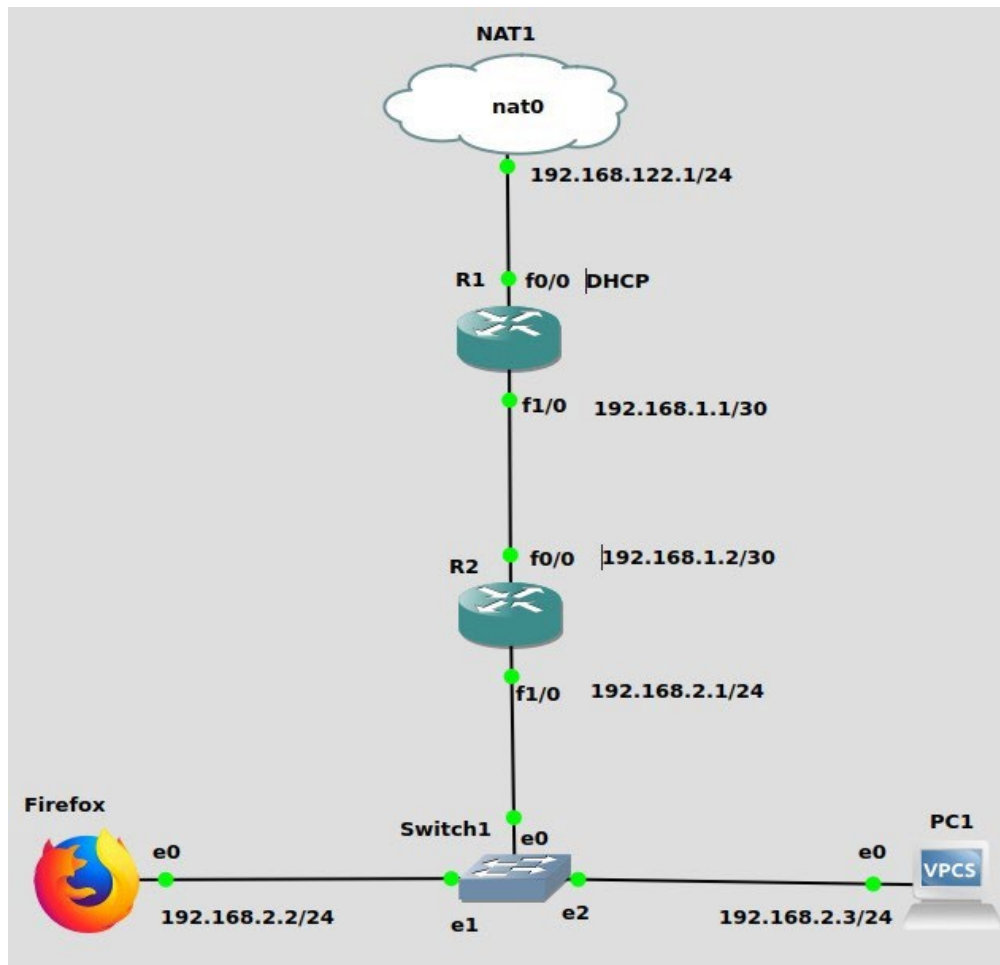 NAT1
nat0
192.168.122.1/24
R1 f0/0 DHCP
f1/0 192.168.1.1/30
R2 f0/0 192.168.1.2/30
f1/0 192.168.2.1/24
Firefox
Switch1
e0
PC1
e0
e0
VPCS
192.168.2.2/24
e1
e2
192.168.2.3/24